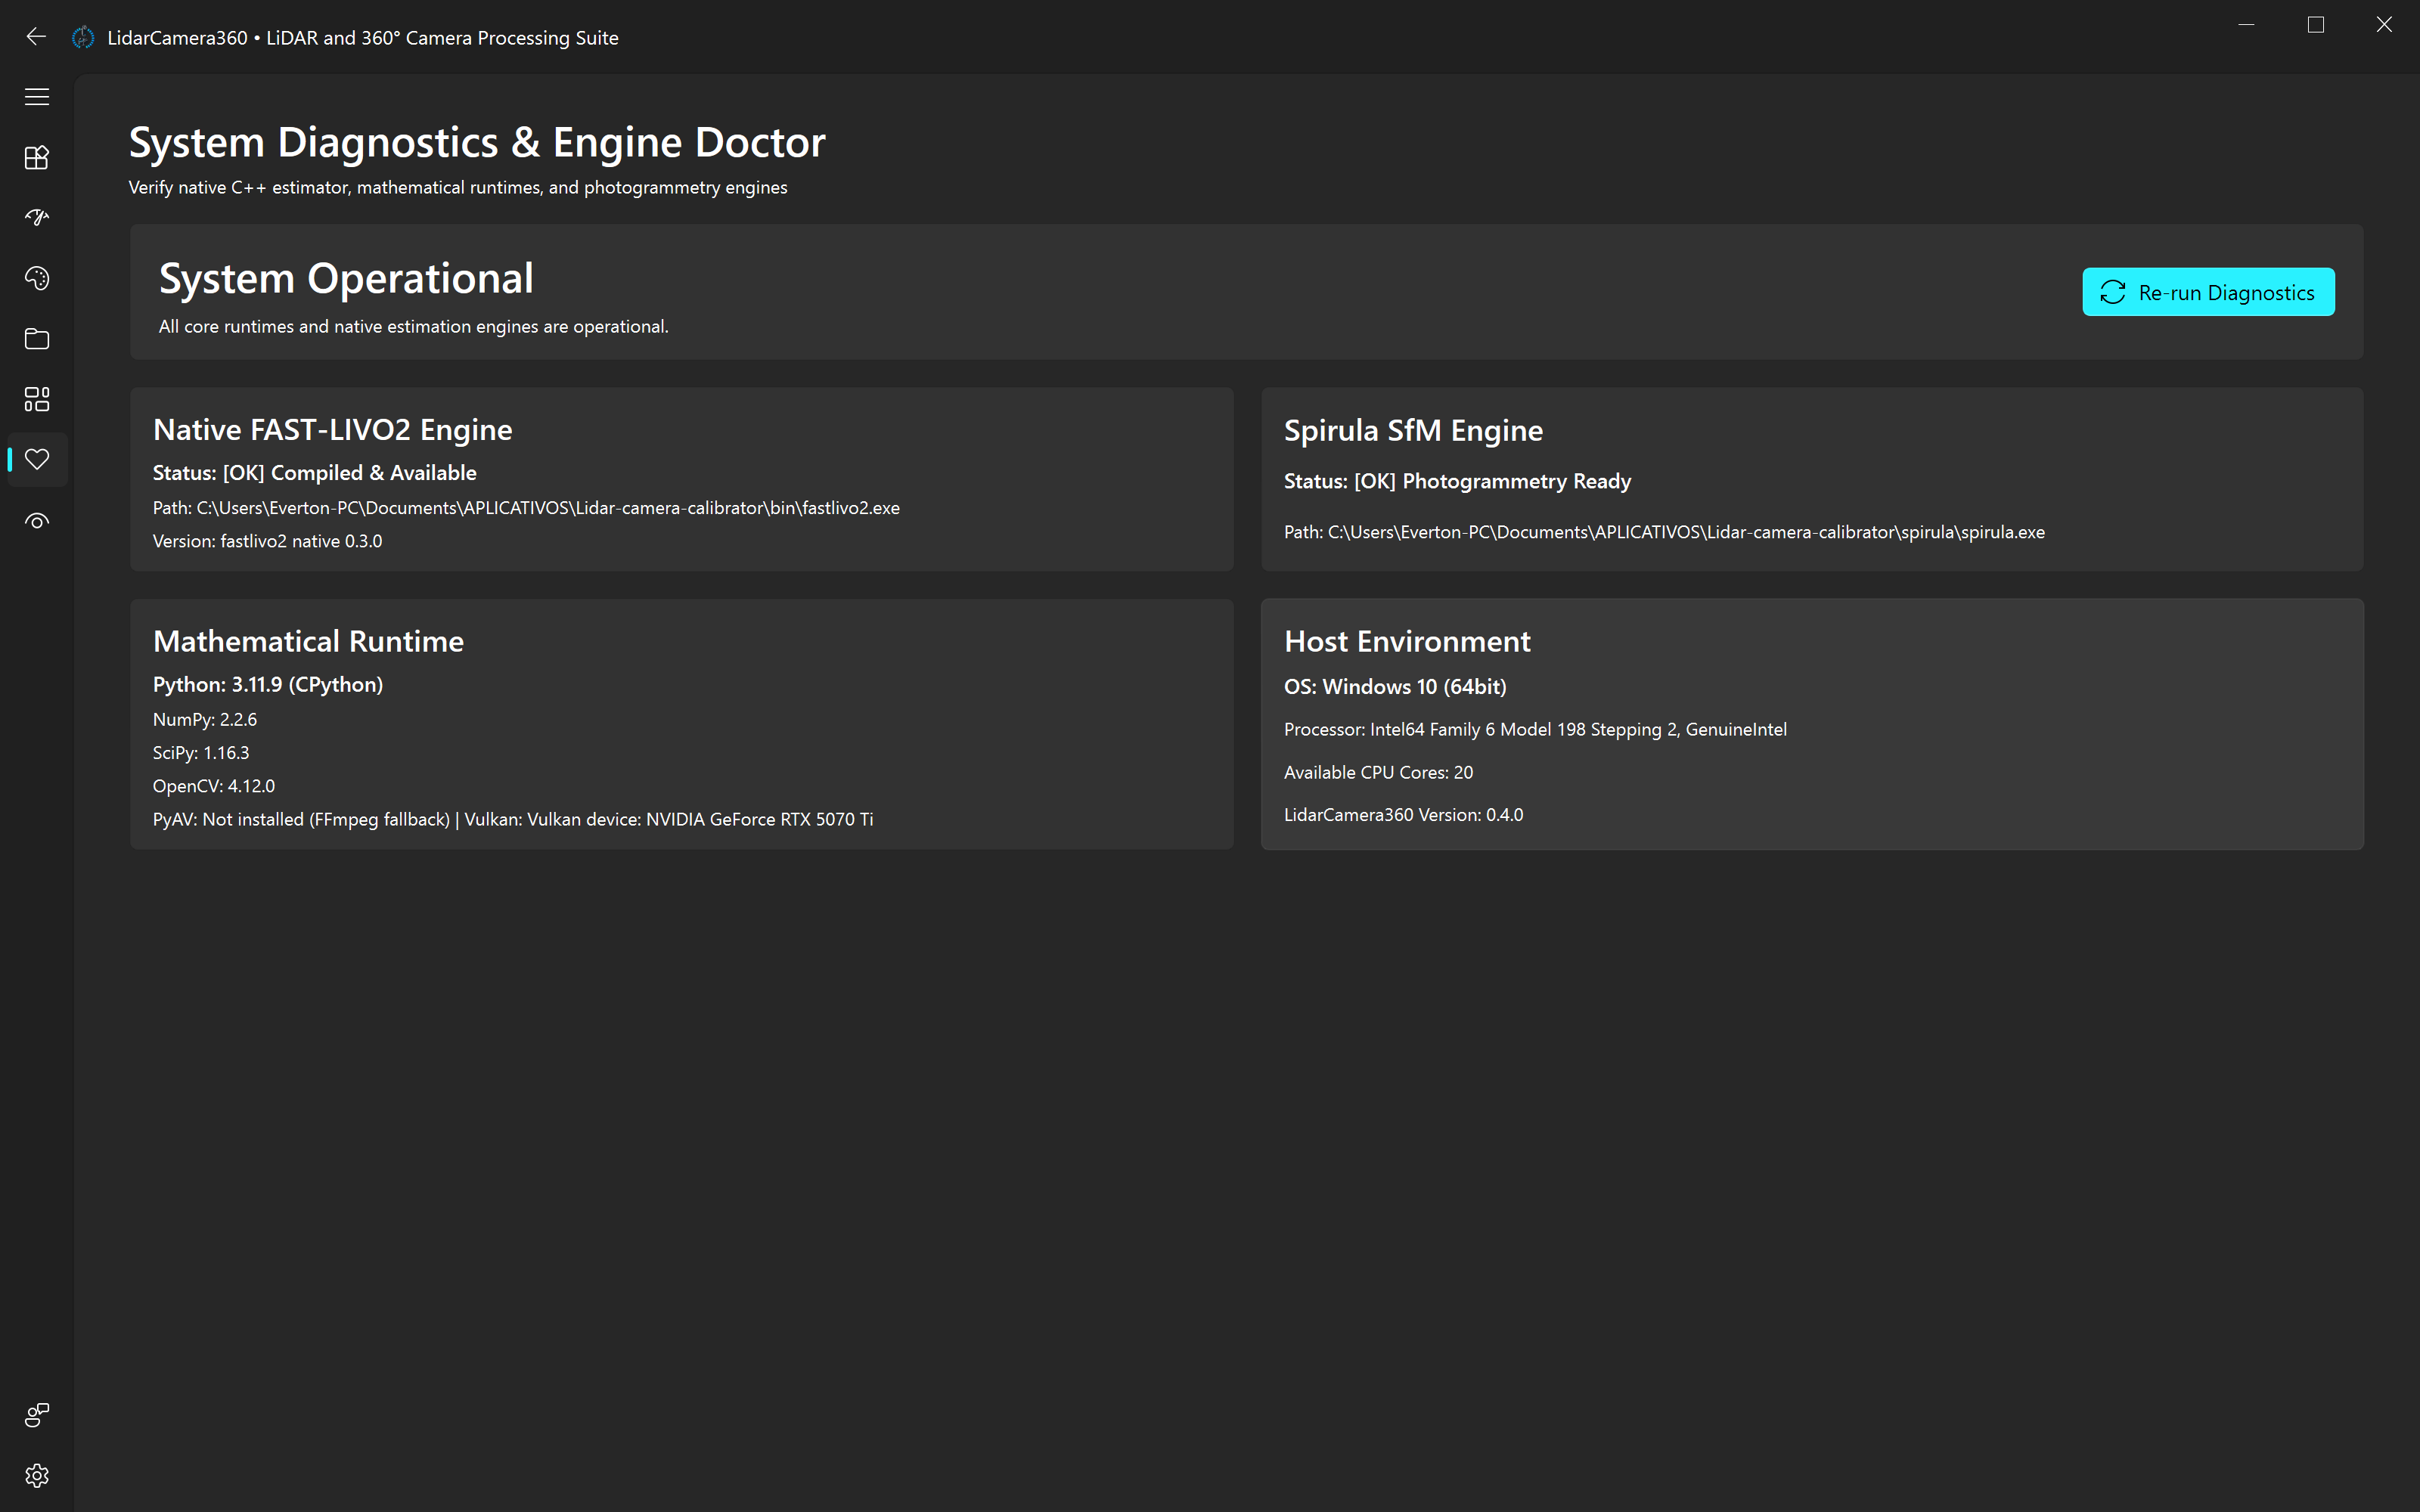 LidarCamera360 • LiDAR and 360° Camera Processing Suite
System Diagnostics & Engine Doctor
Verify native C++ estimator, mathematical runtimes, and photogrammetry engines
System Operational
All core runtimes and native estimation engines are operational.
Re-run Diagnostics
Native FAST-LIVO2 Engine
Status: [OK] Compiled & Available
Path: C:\Users\Everton-PC\Documents\APLICATIVOS\Lidar-camera-calibrator\bin\fastlivo2.exe
Version: fastlivo2 native 0.3.0
Spirula SfM Engine
Status: [OK] Photogrammetry Ready
Path: C:\Users\Everton-PC\Documents\APLICATIVOS\Lidar-camera-calibrator\spirula\spirula.exe
Mathematical Runtime
Python: 3.11.9 (CPython)
NumPy: 2.2.6
SciPy: 1.16.3
OpenCV: 4.12.0
PyAV: Not installed (FFmpeg fallback) | Vulkan: Vulkan device: NVIDIA GeForce RTX 5070 Ti
Host Environment
OS: Windows 10 (64bit)
Processor: Intel64 Family 6 Model 198 Stepping 2, GenuineIntel
Available CPU Cores: 20
LidarCamera360 Version: 0.4.0